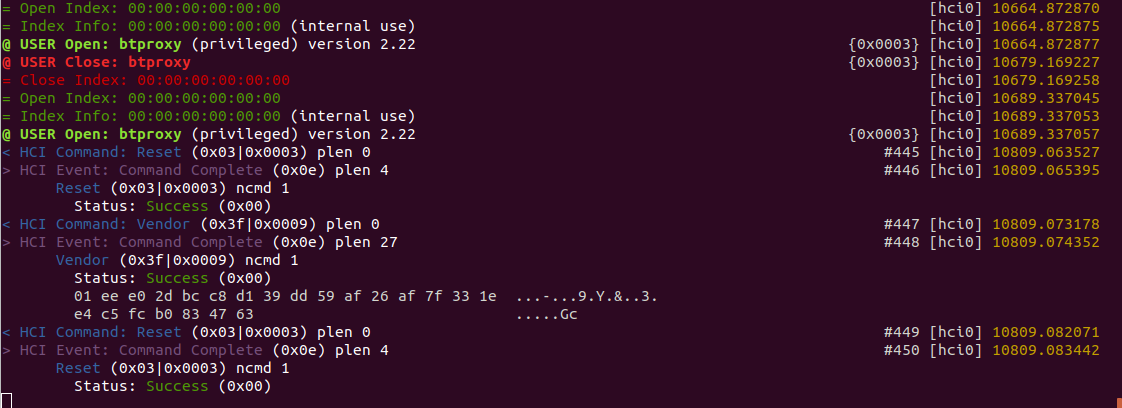 = Open Index: 00:00:00:00:00:00 [hci0] 10664.872870
= Index Info: 00:00:00:00:00:00 (internal use) [hci0] 10664.872875
@ USER Open: btproxy (privileged) version 2.22 {0x0003} [hci0] 10664.872877
@ USER Close: btproxy {0x0003} [hci0] 10679.169227
= Close Index: 00:00:00:00:00:00 [hci0] 10679.169258
= Open Index: 00:00:00:00:00:00 [hci0] 10689.337045
= Index Info: 00:00:00:00:00:00 (internal use) [hci0] 10689.337053
@ USER Open: btproxy (privileged) version 2.22 {0x0003} [hci0] 10689.337057
< HCI Command: Reset (0x03|0x0003) plen 0 #445 [hci0] 10809.063527
> HCI Event: Command Complete (0x0e) plen 4 #446 [hci0] 10809.065395
Reset (0x03|0x0003) ncmd 1
Status: Success (0x00)
< HCI Command: Vendor (0x3f|0x0009) plen 0 #447 [hci0] 10809.073178
> HCI Event: Command Complete (0x0e) plen 27 #448 [hci0] 10809.074352
Vendor (0x3f|0x0009) ncmd 1
Status: Success (0x00)
01 ee e0 2d bc c8 d1 39 dd 59 af 26 af 7f 33 1e ...-...9.Y.&..3.
e4 c5 fc b0 83 47 63 .....Gc
< HCI Command: Reset (0x03|0x0003) plen 0 #449 [hci0] 10809.082071
> HCI Event: Command Complete (0x0e) plen 4 #450 [hci0] 10809.083442
Reset (0x03|0x0003) ncmd 1
Status: Success (0x00)